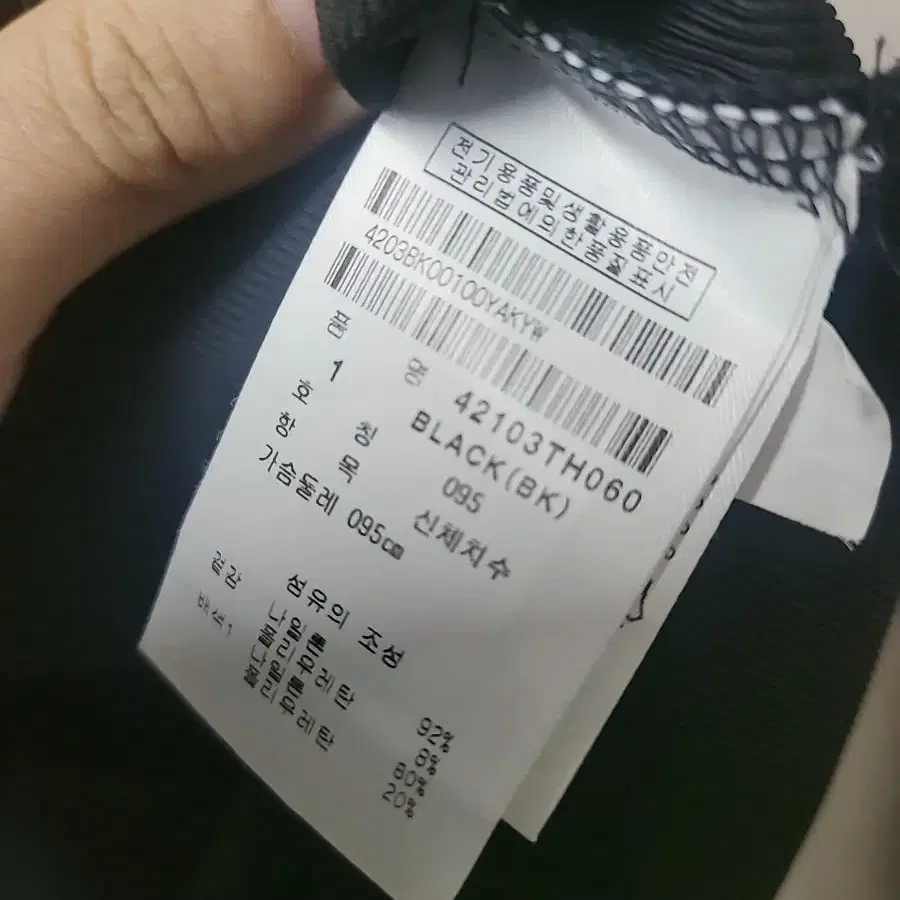 전기용품및생활용품안전
관리법에의한품질표시
4203BK00100YAKYW
품 명 42103TH060
1 BLACK(BK)
호 칭 095
항 목 신체치수
가슴둘레 095㎝
섬유의 조성
겉감 나일론 92%
폴리우레탄 8%
배색1 나일론 80%
폴리우레탄 20%